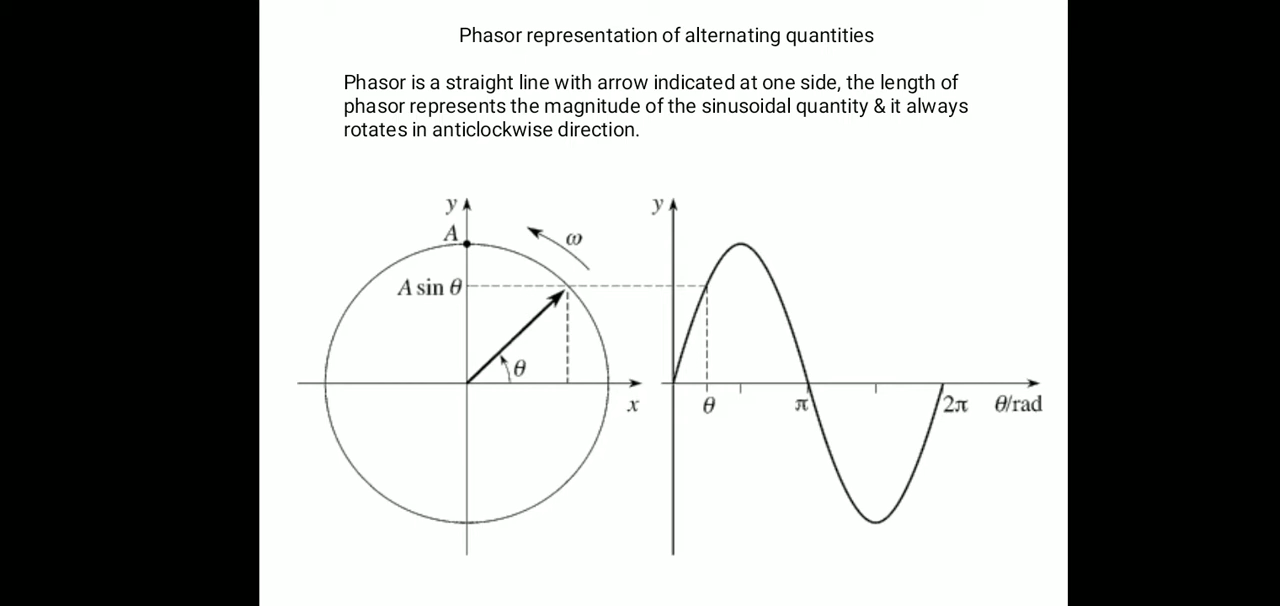 Phasor representation of alternating quantities
Phasor is a straight line with arrow indicated at one side, the length of
phasor represents the magnitude of the sinusoidal quantity & it always
rotates in anticlockwise direction.
y
A
ω
A sin θ
θ
x
y
θ
π
2π
θ/rad